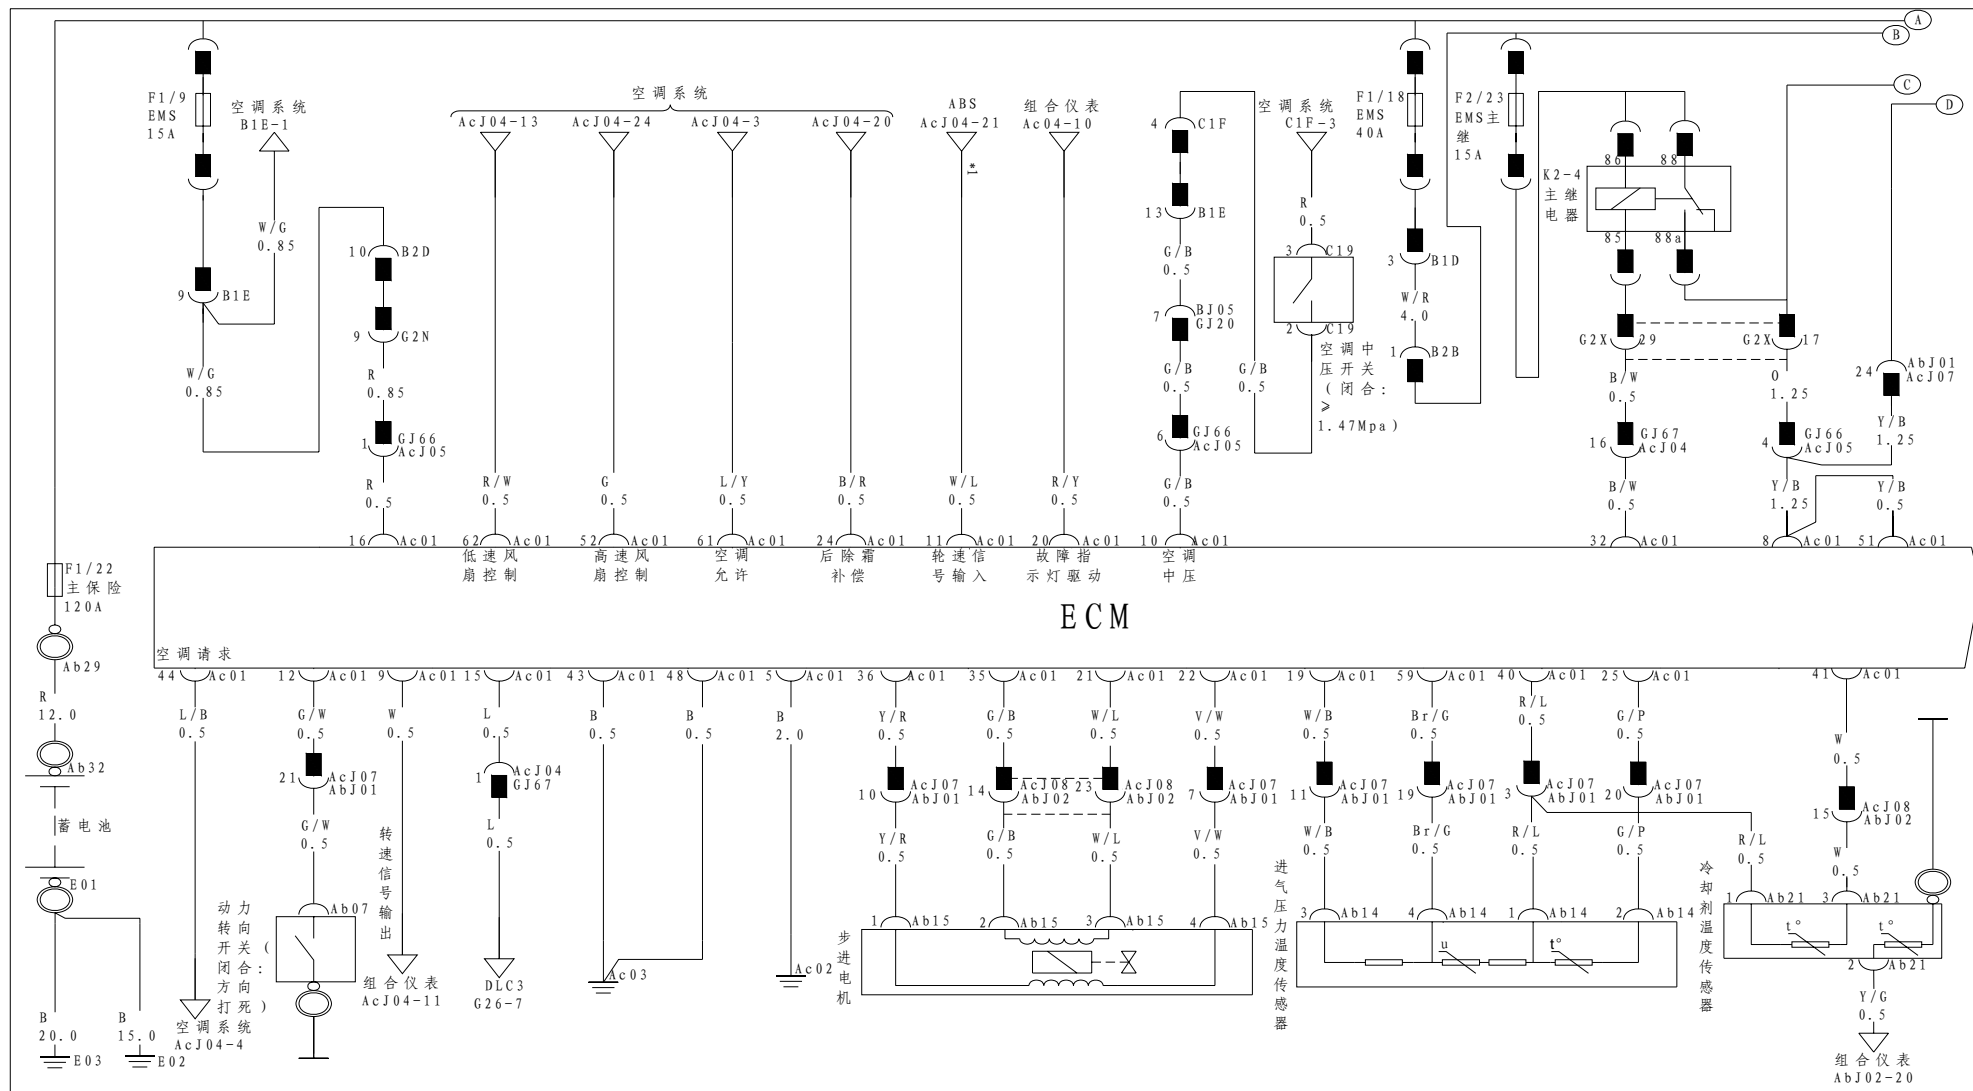 A
B
C
D
F1/9
EMS
15A
空调系统
B1E-1
W/G
0.85
9
B1E
W/G
0.85
10
B2D
9
G2N
R
0.85
1
GJ66
AcJ05
R
0.5
16
Ac01
空调系统
AcJ04-13
AcJ04-24
AcJ04-3
AcJ04-20
ABS
AcJ04-21
*1
组合仪表
Ac04-10
R/W
0.5
G
0.5
L/Y
0.5
B/R
0.5
W/L
0.5
R/Y
0.5
62
Ac01
52
Ac01
61
Ac01
24
Ac01
11
Ac01
20
Ac01
低速风
扇控制
高速风
扇控制
空调
允许
后除霜
补偿
轮速信
号输入
故障指
示灯驱动
4
C1F
13
B1E
G/B
0.5
7
BJ05
GJ20
G/B
0.5
6
GJ66
AcJ05
G/B
0.5
10
Ac01
空调
中压
G/B
0.5
空调系统
C1F-3
R
0.5
3
C19
2
C19
空调中
压开关
(闭合:
≥
1.47Mpa)
F1/18
EMS
40A
3
B1D
W/R
4.0
1
B2B
F2/23
EMS主
继
15A
K2-4
主继
电器
86
88
85
88a
G2X
29
G2X
17
B/W
0.5
O
1.25
16
GJ67
AcJ04
4
GJ66
AcJ05
24
AbJ01
AcJ07
Y/B
1.25
B/W
0.5
Y/B
1.25
Y/B
0.5
32
Ac01
8
Ac01
51
Ac01
ECM
空调请求
F1/22
主保险
120A
Ab29
R
12.0
Ab32
蓄电池
E01
B
20.0
E03
B
15.0
E02
44
Ac01
L/B
0.5
空调系统
AcJ04-4
12
Ac01
G/W
0.5
21
AcJ07
AbJ01
G/W
0.5
Ab07
动力
转向
开关(
闭合:
方向
打死)
9
Ac01
W
0.5
转速信号输出
组合仪表
AcJ04-11
15
Ac01
L
0.5
1
AcJ04
GJ67
L
0.5
DLC3
G26-7
43
Ac01
B
0.5
48
Ac01
B
0.5
Ac03
5
Ac01
B
2.0
Ac02
36
Ac01
Y/R
0.5
10
AcJ07
AbJ01
Y/R
0.5
1
Ab15
35
Ac01
G/B
0.5
14
AcJ08
AbJ02
G/B
0.5
2
Ab15
21
Ac01
W/L
0.5
23
AcJ08
AbJ02
W/L
0.5
3
Ab15
22
Ac01
V/W
0.5
7
AcJ07
AbJ01
V/W
0.5
4
Ab15
步进电机
19
Ac01
W/B
0.5
11
AcJ07
AbJ01
W/B
0.5
3
Ab14
59
Ac01
Br/G
0.5
19
AcJ07
AbJ01
Br/G
0.5
4
Ab14
40
Ac01
R/L
0.5
3
AcJ07
AbJ01
R/L
0.5
1
Ab14
25
Ac01
G/P
0.5
20
AcJ07
AbJ01
G/P
0.5
2
Ab14
u
t°
进气压力温度传感器
R/L
0.5
1
Ab21
41
Ac01
W
0.5
15
AcJ08
AbJ02
W
0.5
3
Ab21
t°
t°
冷却剂温度传感器
2
Ab21
Y/G
0.5
组合仪表
AbJ02-20